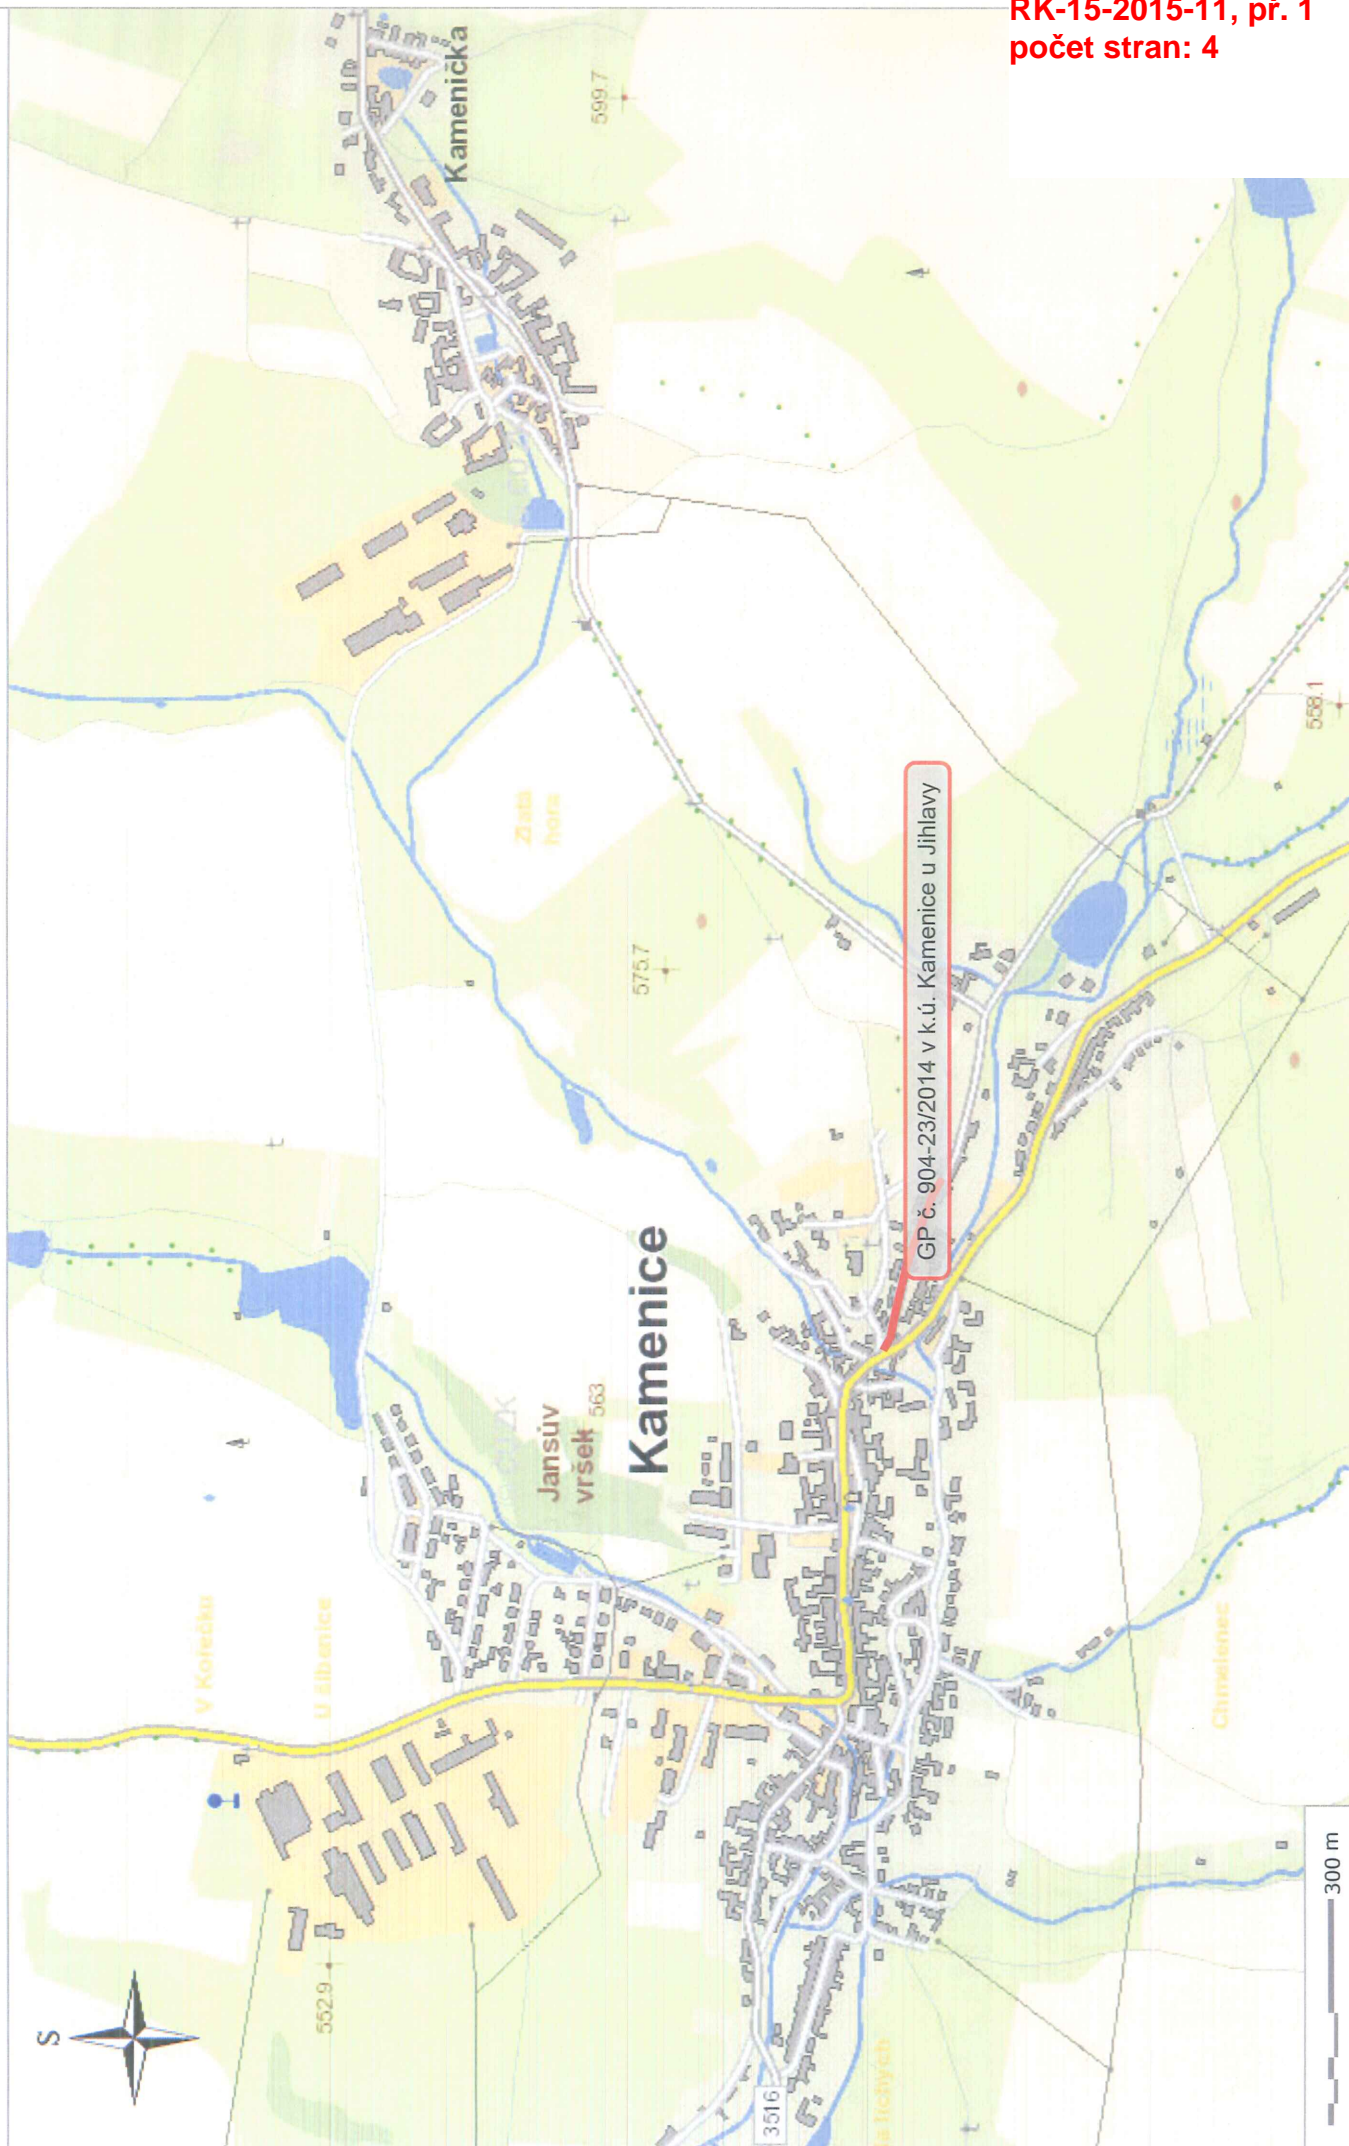 RK-15-2015-11, př. 1
počet stran: 4
Kamenička
599.7
Zlatá
hora
575.7
558.1
GP č. 904-23/2014 v k.ú. Kamenice u Jihlavy
Kamenice
Jansův
vršek
563
V Kolečku
U šibenice
Chmelenec
S
552.9
3516
300 m